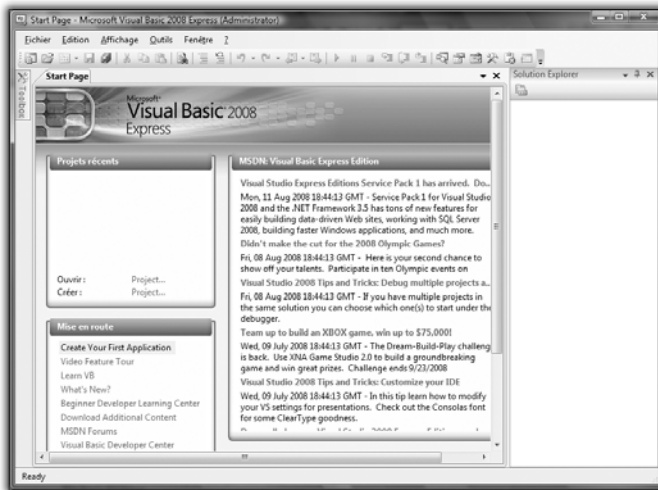 Start Page - Microsoft Visual Basic 2008 Express (Administrator)
Eichier Edition Affichage Outils Fenêtre ?
Toolbox
Start Page
Solution Explorer
Microsoft
Visual Basic 2008
Express
Projets récents
Ouvrir : Project...
Créer : Project...
Mise en route
Create Your First Application
Video Feature Tour
Learn VB
What's New?
Beginner Developer Learning Center
Download Additional Content
MSDN Forums
Visual Basic Developer Center
MSDN: Visual Basic Express Edition
Visual Studio Express Editions Service Pack 1 has arrived. Do...
Mon, 11 Aug 2008 18:44:13 GMT - Service Pack 1 for Visual Studio
2008 and the .NET Framework 3.5 has tons of new features for
easily building data-driven Web sites, working with SQL Server
2008, building faster Windows applications, and much more.
Didn't make the cut for the 2008 Olympic Games?
Fri, 08 Aug 2008 18:44:13 GMT - Here is your second chance to
show off your talents. Participate in ten Olympic events on
Visual Studio 2008 Tips and Tricks: Debug multiple projects a...
Fri, 08 Aug 2008 18:44:13 GMT - If you have multiple projects in
the same solution you can choose which one(s) to start under the
debugger.
Team up to build an XBOX game, win up to $75,000!
Wed, 09 July 2008 18:44:13 GMT - The Dream-Build-Play challeng
is back. Use XNA Game Studio 2.0 to build a groundbreaking
game and win great prizes. Challenge ends 9/23/2008
Visual Studio 2008 Tips and Tricks: Customize your IDE
Wed, 09 July 2008 18:44:13 GMT - In this tip learn how to modify
your VS settings for presentations. Check out the Consolas font
for some ClearType goodness.
Ready